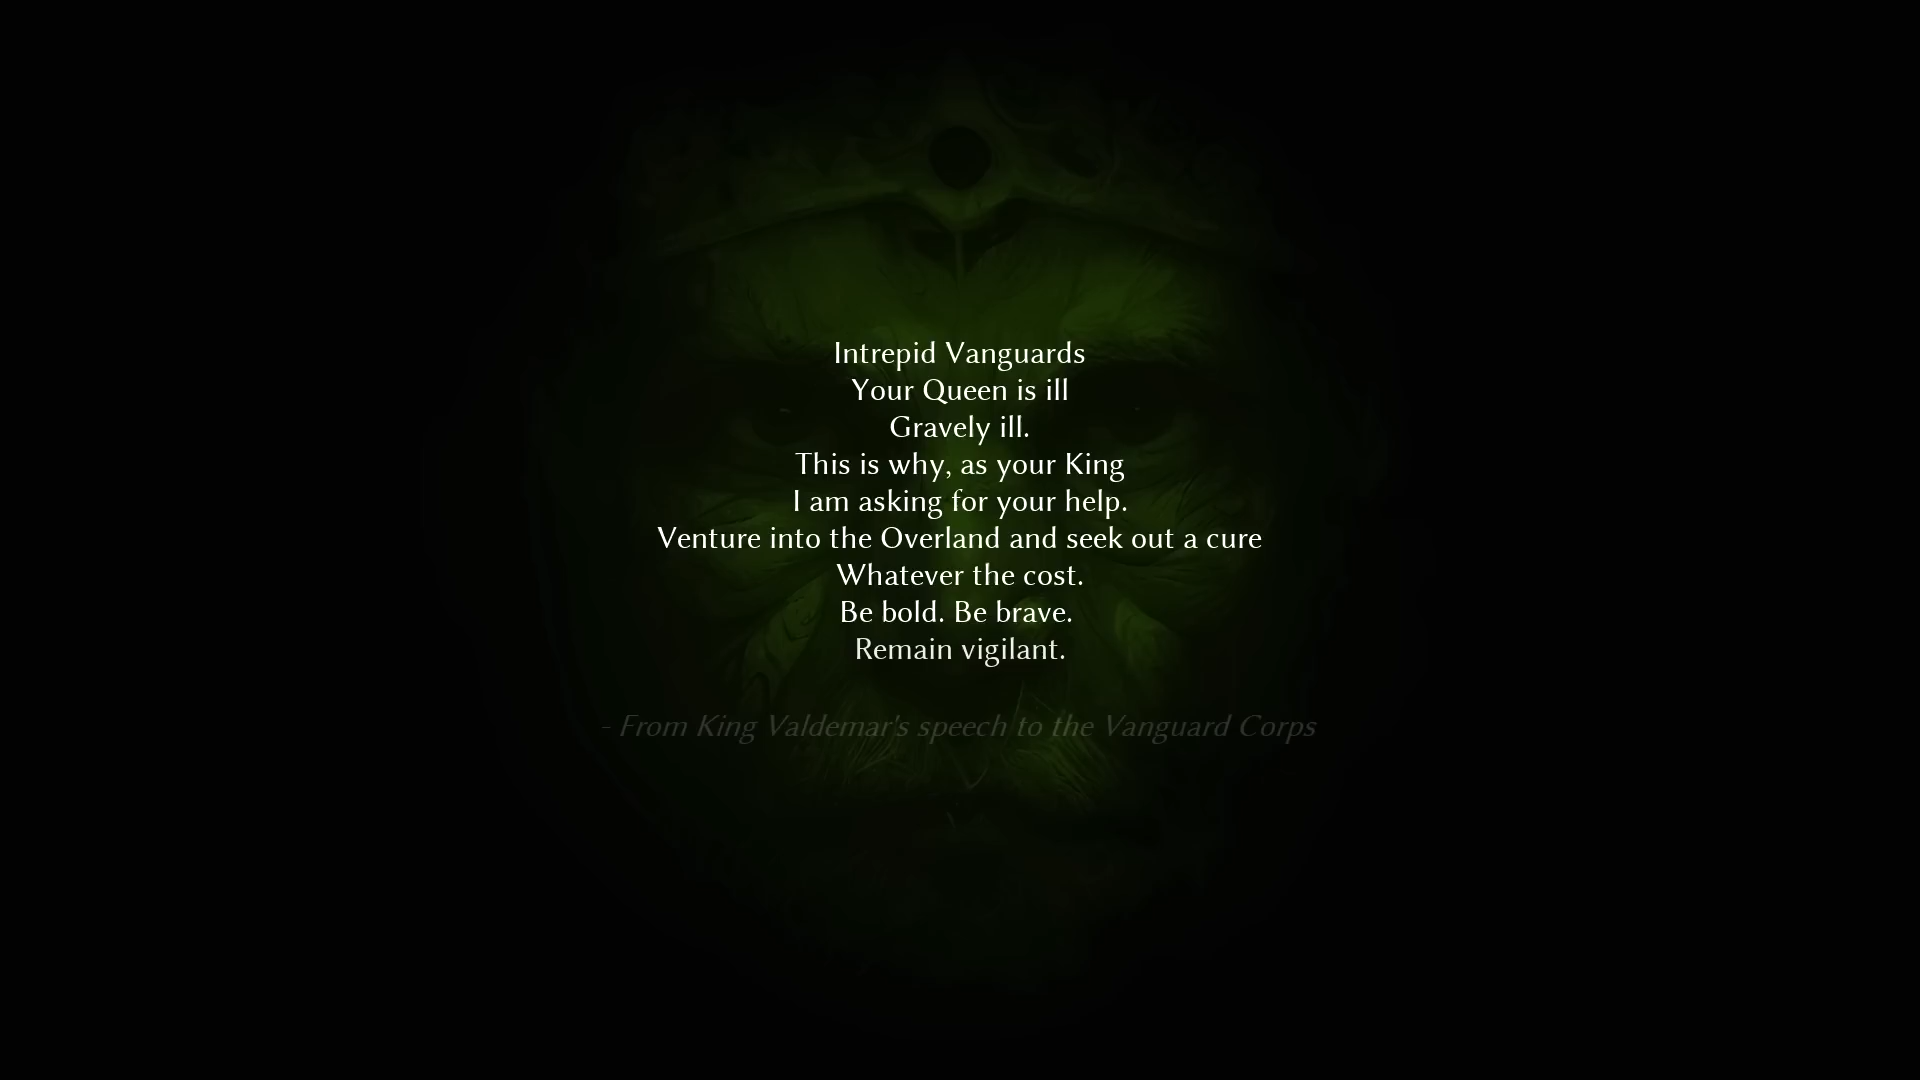 Intrepid Vanguards
Your Queen is ill
Gravely ill.
This is why, as your King
I am asking for your help.
Venture into the Overland and seek out a cure
Whatever the cost.
Be bold. Be brave.
Remain vigilant.
- From King Valdemar's speech to the Vanguard Corps